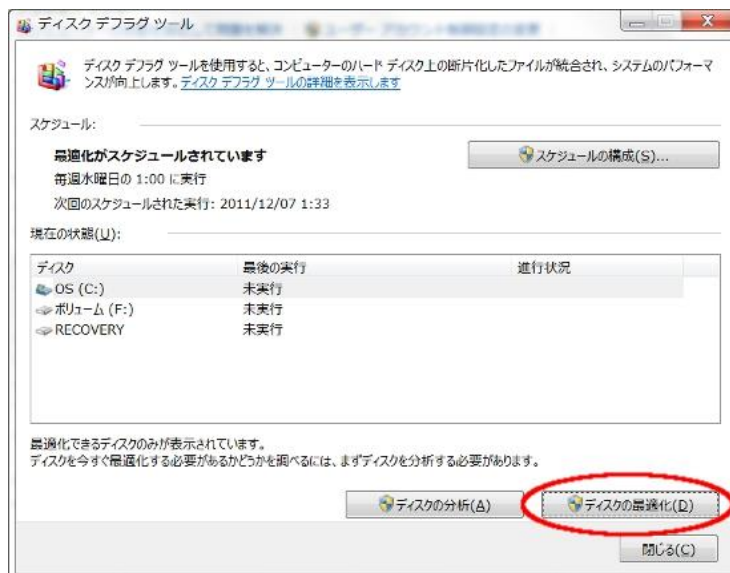 ディスク デフラグ ツール
ディスク デフラグ ツールを使用すると、コンピューターのハード ディスク上の断片化したファイルが統合され、システムのパフォーマ
ンスが向上します。ディスク デフラグ ツールの詳細を表示します
スケジュール:
最適化がスケジュールされています
スケジュールの構成(S)...
毎週水曜日の 1:00 に実行
次回のスケジュールされた実行: 2011/12/07 1:33
現在の状態(U):
ディスク 最後の実行 進行状況
OS (C:) 未実行
ボリューム (F:) 未実行
RECOVERY 未実行
最適化できるディスクのみが表示されています。
ディスクを今すぐ最適化する必要があるかどうかを調べるには、まずディスクを分析する必要があります。
ディスクの分析(A) ディスクの最適化(D)
閉じる(C)